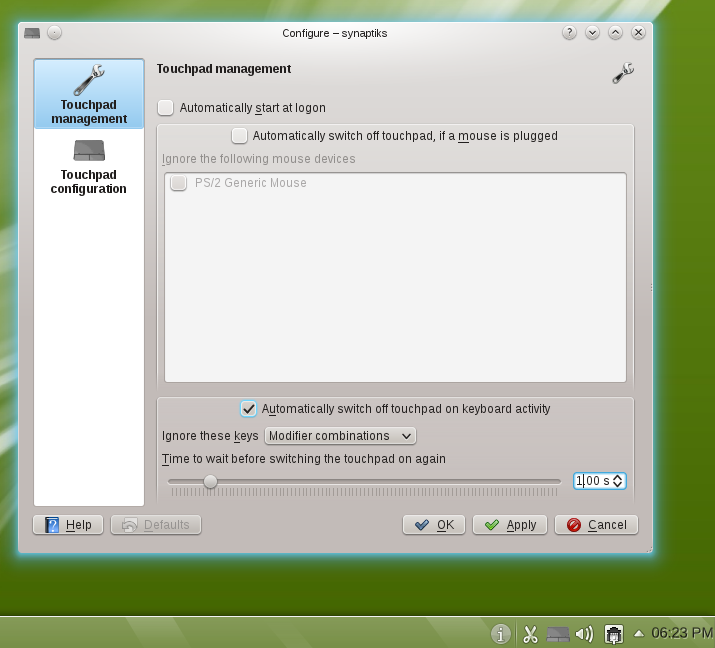 Configure – synaptiks
Touchpad management
Touchpad
management
Touchpad
configuration
Automatically start at logon
Automatically switch off touchpad, if a mouse is plugged
Ignore the following mouse devices
PS/2 Generic Mouse
Automatically switch off touchpad on keyboard activity
Ignore these keys Modifier combinations
Time to wait before switching the touchpad on again
1.00 s
Help Defaults OK Apply Cancel
06:23 PM